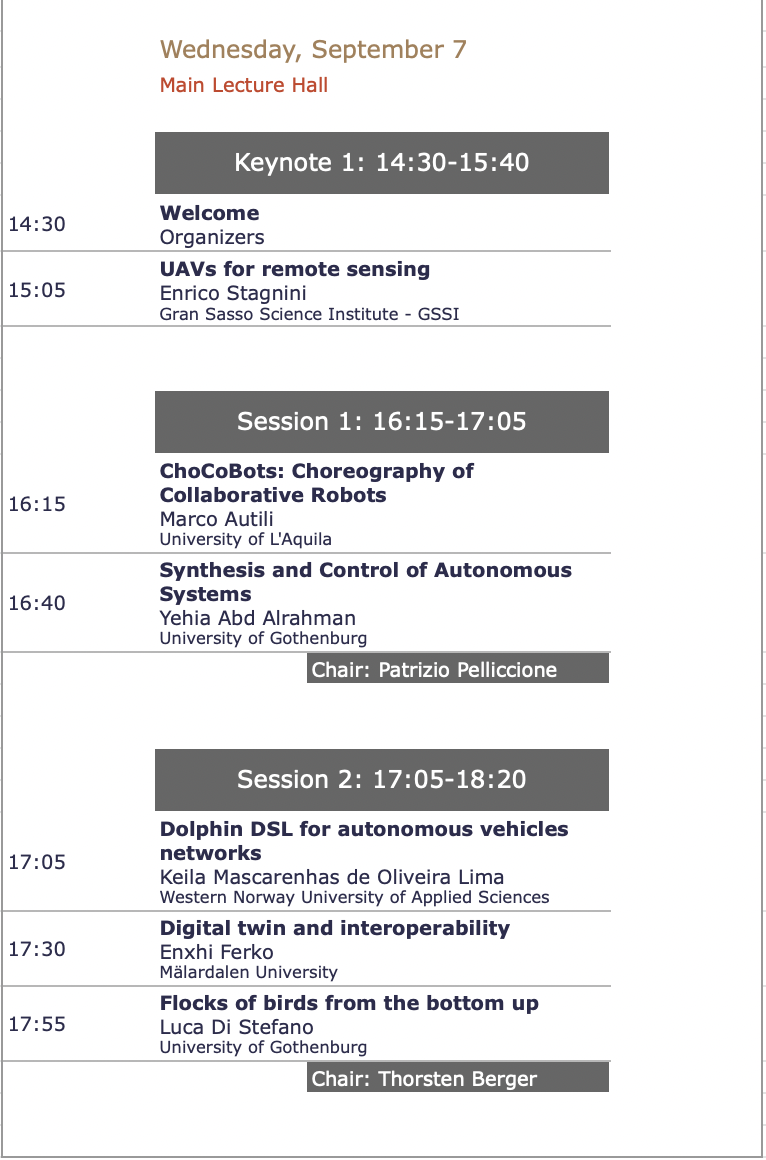 Wednesday, September 7
Main Lecture Hall
Keynote 1: 14:30-15:40
14:30
Welcome
Organizers
15:05
UAVs for remote sensing
Enrico Stagnini
Gran Sasso Science Institute - GSSI
Session 1: 16:15-17:05
16:15
ChoCoBots: Choreography of
Collaborative Robots
Marco Autili
University of L'Aquila
16:40
Synthesis and Control of Autonomous
Systems
Yehia Abd Alrahman
University of Gothenburg
Chair: Patrizio Pelliccione
Session 2: 17:05-18:20
17:05
Dolphin DSL for autonomous vehicles
networks
Keila Mascarenhas de Oliveira Lima
Western Norway University of Applied Sciences
17:30
Digital twin and interoperability
Enxhi Ferko
Mälardalen University
17:55
Flocks of birds from the bottom up
Luca Di Stefano
University of Gothenburg
Chair: Thorsten Berger